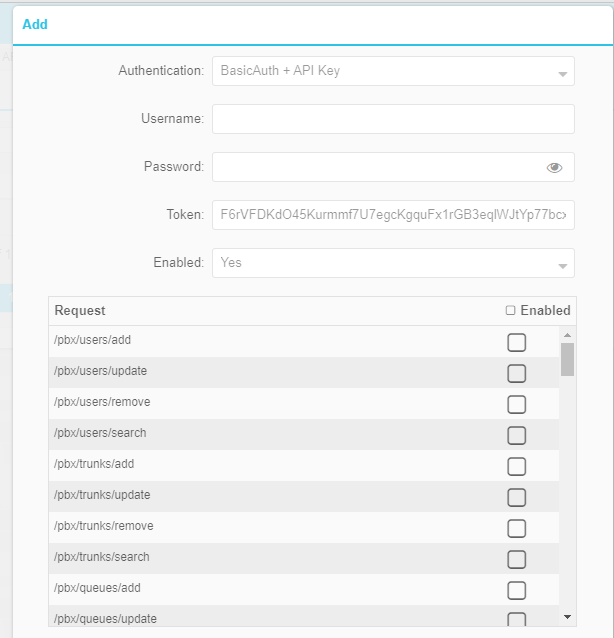 Add
Authentication: BasicAuth + API Key
Username:
Password:
Token: F6rVFDKdO45Kurmmf7U7egcKgquFx1rGB3eqlWJtYp77bcx
Enabled: Yes
Request Enabled
/pbx/users/add
/pbx/users/update
/pbx/users/remove
/pbx/users/search
/pbx/trunks/add
/pbx/trunks/update
/pbx/trunks/remove
/pbx/trunks/search
/pbx/queues/add
/pbx/queues/update